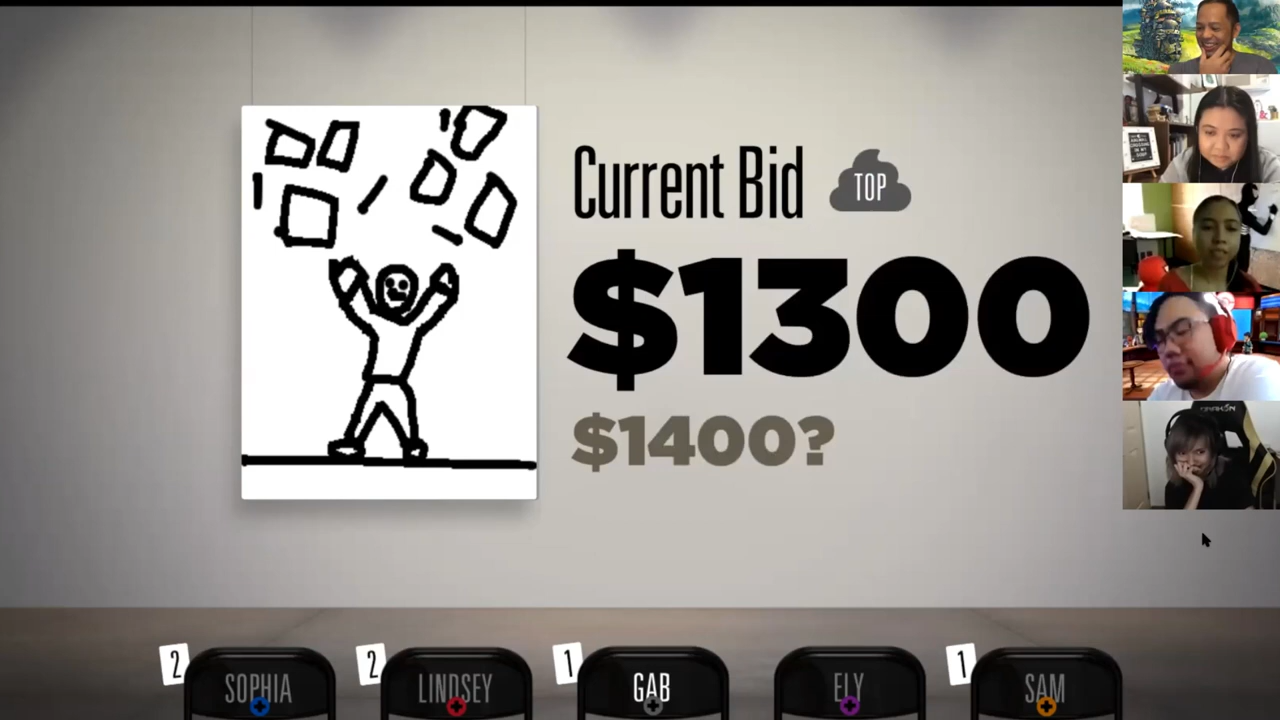 Current Bid
TOP
$1300
$1400?
2 SOPHIA
2 LINDSEY
1 GAB
ELY
1 SAM